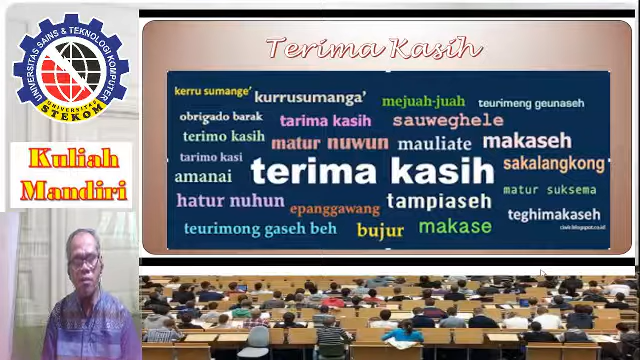 UNIVERSITAS SAINS & TEKNOLOGI KOMPUTER
UNIVERSITAS
STEKOM
Kuliah
Mandiri
Terima Kasih
kerru sumange'
kurrusumanga'
mejuah-juah
teurimeng geunaseh
obrigado barak
tarima kasih
sauweghele
terimo kasih
matur nuwun
mauliate
makaseh
tarimo kasi
terima kasih
sakalangkong
amanai
matur suksema
hatur nuhun
epanggawang
tampiaseh
teghimakaseh
teurimong gaseh beh
bujur
makase